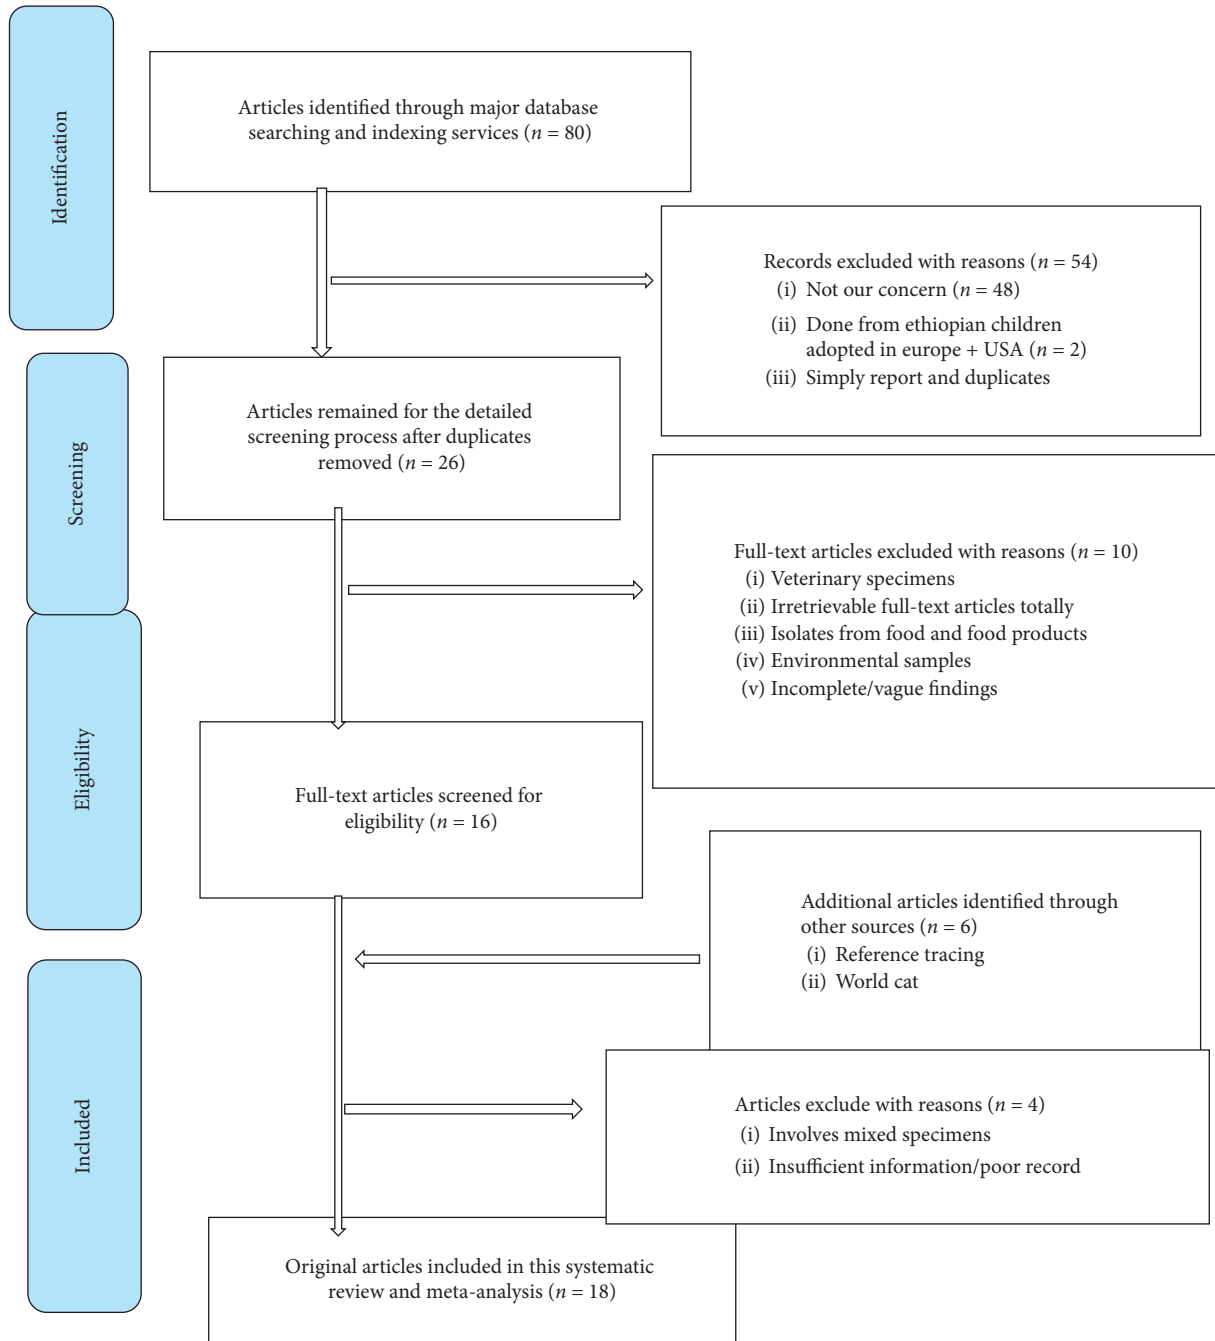 Identification
Articles identified through major database
searching and indexing services (n = 80)
Records excluded with reasons (n = 54)
(i) Not our concern (n = 48)
(ii) Done from ethiopian children
adopted in europe + USA (n = 2)
(iii) Simply report and duplicates
Screening
Articles remained for the detailed
screening process after duplicates
removed (n = 26)
Full-text articles excluded with reasons (n = 10)
(i) Veterinary specimens
(ii) Irretrievable full-text articles totally
(iii) Isolates from food and food products
(iv) Environmental samples
(v) Incomplete/vague findings
Eligibility
Full-text articles screened for
eligibility (n = 16)
Additional articles identified through
other sources (n = 6)
(i) Reference tracing
(ii) World cat
Included
Articles exclude with reasons (n = 4)
(i) Involves mixed specimens
(ii) Insufficient information/poor record
Original articles included in this systematic
review and meta-analysis (n = 18)